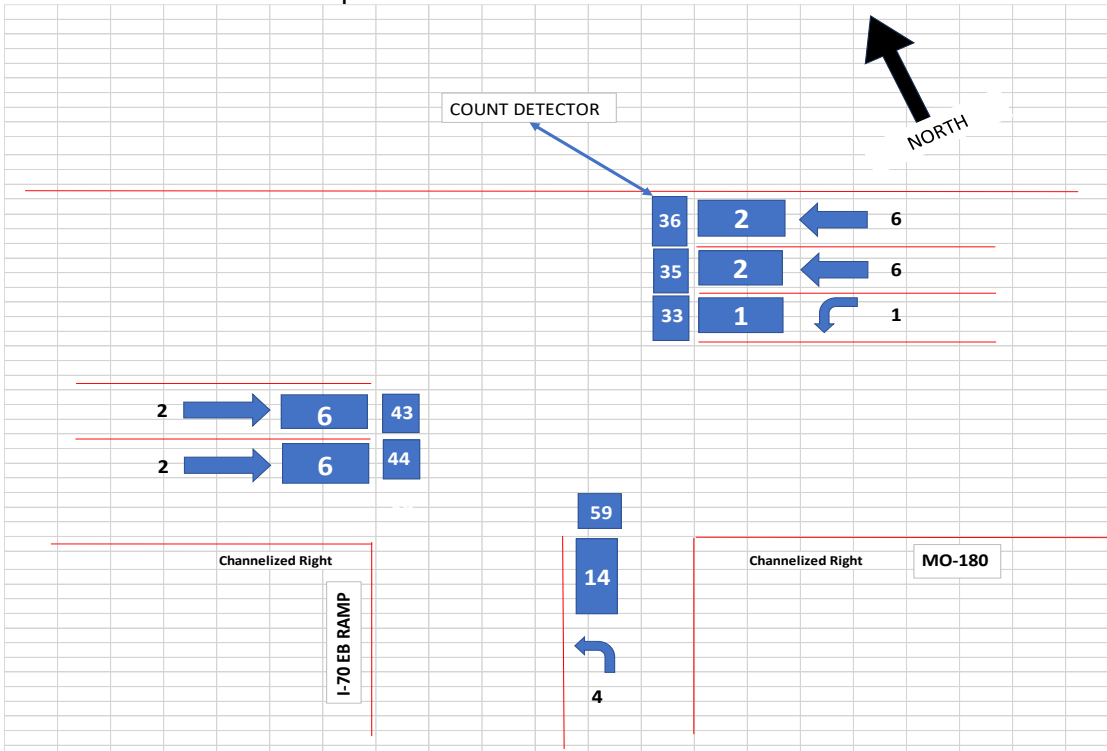 COUNT DETECTOR
NORTH
36 2 6
35 2 6
33 1 1
2 6 43
2 6 44
59
Channelized Right
Channelized Right
MO-180
14
I-70 EB RAMP
4